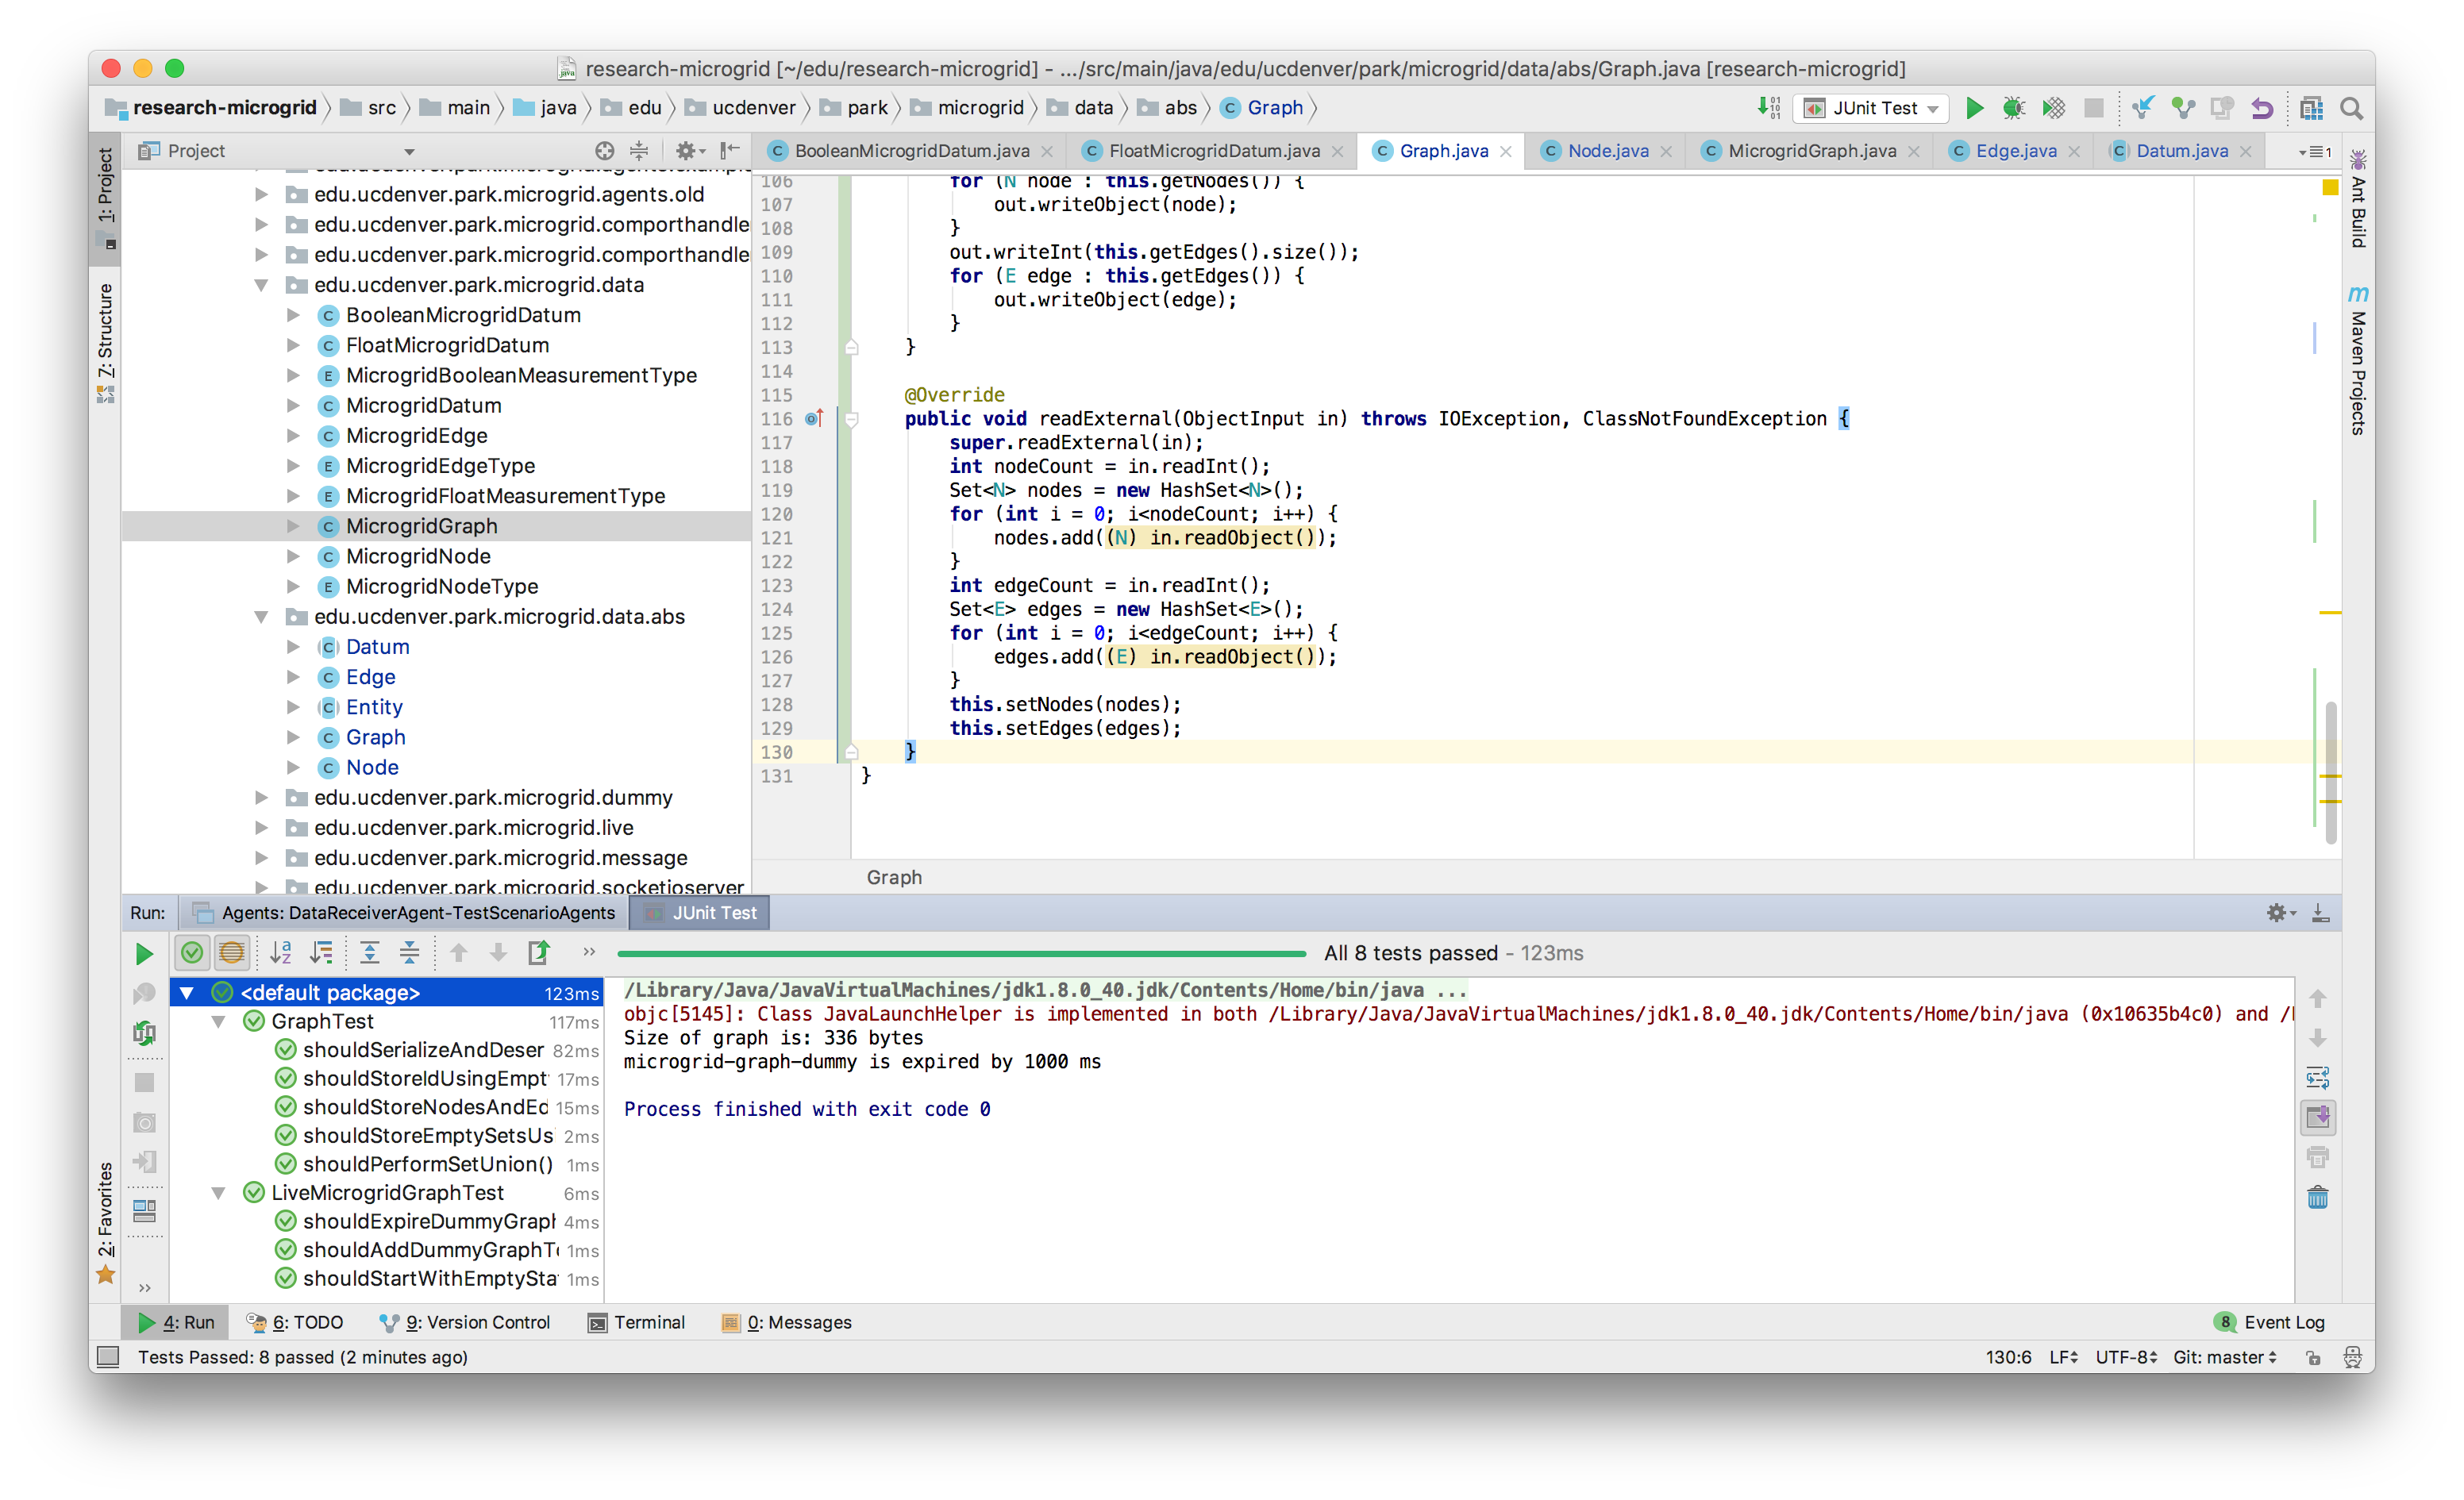 research-microgrid [~/edu/research-microgrid] - .../src/main/java/edu/ucdenver/park/microgrid/data/abs/Graph.java [research-microgrid]
research-microgrid src main java edu ucdenver park microgrid data abs Graph JUnit Test
1: Project
7: Structure
2: Favorites
Project
edu.ucdenver.park.microgrid.agents.old
edu.ucdenver.park.microgrid.comporthandle
edu.ucdenver.park.microgrid.comporthandle
edu.ucdenver.park.microgrid.data
BooleanMicrogridDatum
FloatMicrogridDatum
MicrogridBooleanMeasurementType
MicrogridDatum
MicrogridEdge
MicrogridEdgeType
MicrogridFloatMeasurementType
MicrogridGraph
MicrogridNode
MicrogridNodeType
edu.ucdenver.park.microgrid.data.abs
Datum
Edge
Entity
Graph
Node
edu.ucdenver.park.microgrid.dummy
edu.ucdenver.park.microgrid.live
edu.ucdenver.park.microgrid.message
edu.ucdenver.park.microgrid.socketioserver
BooleanMicrogridDatum.java FloatMicrogridDatum.java Graph.java Node.java MicrogridGraph.java Edge.java Datum.java 1
106 for (N node : this.getNodes()) {
107 out.writeObject(node);
108 }
109 out.writeInt(this.getEdges().size());
110 for (E edge : this.getEdges()) {
111 out.writeObject(edge);
112 }
113 }
114
115 @Override
116 public void readExternal(ObjectInput in) throws IOException, ClassNotFoundException {
117 super.readExternal(in);
118 int nodeCount = in.readInt();
119 Set<N> nodes = new HashSet<N>();
120 for (int i = 0; i<nodeCount; i++) {
121 nodes.add((N) in.readObject());
122 }
123 int edgeCount = in.readInt();
124 Set<E> edges = new HashSet<E>();
125 for (int i = 0; i<edgeCount; i++) {
126 edges.add((E) in.readObject());
127 }
128 this.setNodes(nodes);
129 this.setEdges(edges);
130 }
131 }
Graph
Ant Build
Maven Projects
Run: Agents: DataReceiverAgent-TestScenarioAgents JUnit Test
All 8 tests passed - 123ms
<default package> 123ms
GraphTest 117ms
shouldSerializeAndDeser 82ms
shouldStoreIdUsingEmpt 17ms
shouldStoreNodesAndEd 15ms
shouldStoreEmptySetsUs 2ms
shouldPerformSetUnion() 1ms
LiveMicrogridGraphTest 6ms
shouldExpireDummyGraph 4ms
shouldAddDummyGraphTo 1ms
shouldStartWithEmptySta 1ms
/Library/Java/JavaVirtualMachines/jdk1.8.0_40.jdk/Contents/Home/bin/java ...
objc[5145]: Class JavaLaunchHelper is implemented in both /Library/Java/JavaVirtualMachines/jdk1.8.0_40.jdk/Contents/Home/bin/java (0x10635b4c0) and /
Size of graph is: 336 bytes
microgrid-graph-dummy is expired by 1000 ms
Process finished with exit code 0
4: Run 6: TODO 9: Version Control Terminal 0: Messages 8 Event Log
Tests Passed: 8 passed (2 minutes ago) 130:6 LF UTF-8 Git: master